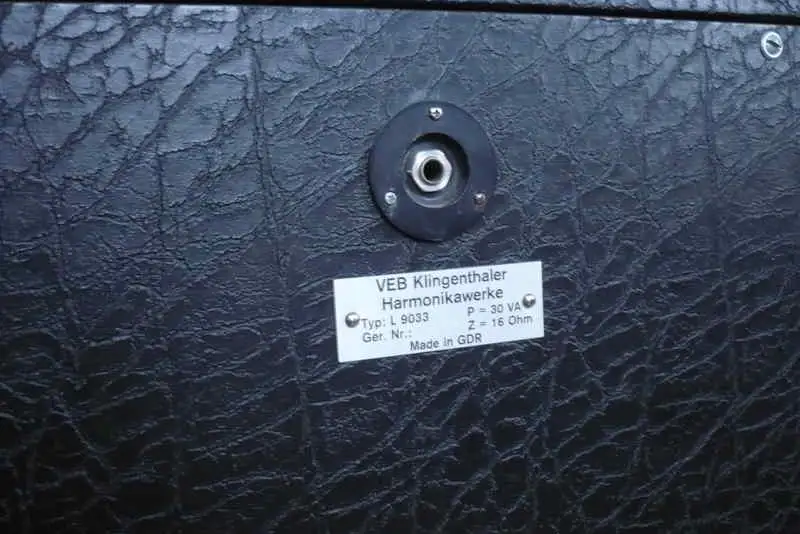 VEB Klingenthaler
Harmonikawerke
Typ: L 9033 P = 30 VA
Ger. Nr.: Z = 16 Ohm
Made in GDR